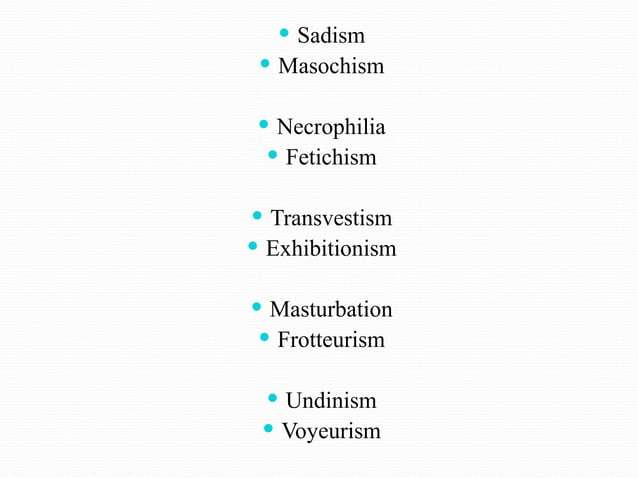 • Sadism
• Masochism
• Necrophilia
• Fetichism
• Transvestism
• Exhibitionism
• Masturbation
• Frotteurism
• Undinism
• Voyeurism